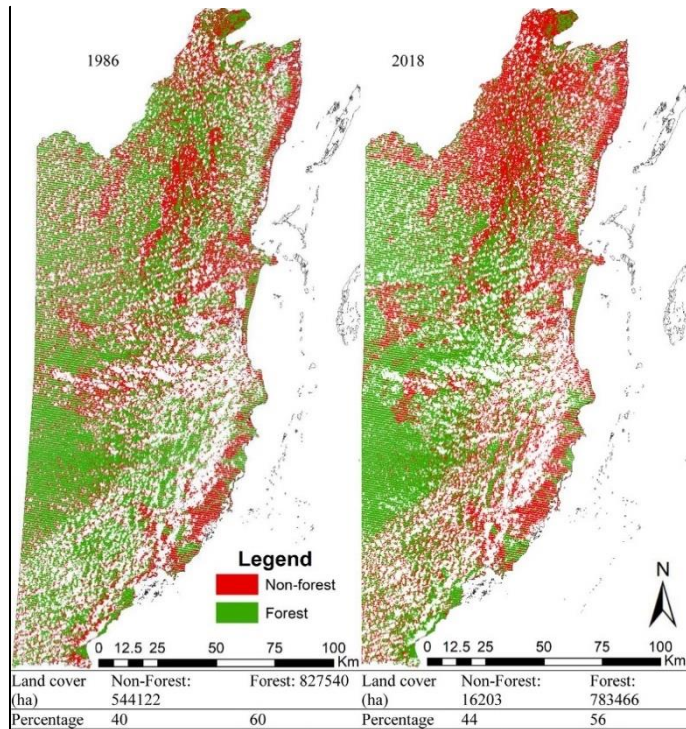 1986
2018
Legend
Non-forest
Forest
N
0 12.5 25 50 75 100
Km
0 12.5 25 50 75 100
Km
Land cover Non-Forest: Forest: 827540 Land cover Non-Forest: Forest:
(ha) 544122 (ha) 16203 783466
Percentage 40 60 Percentage 44 56